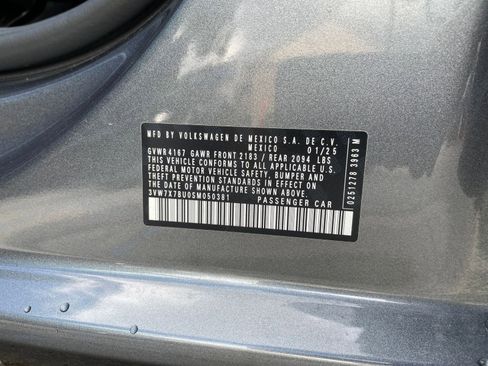 MFD BY VOLKSWAGEN DE MEXICO S.A. DE C.V.
MEXICO 01/25
GVWR4167 GAWR FRONT 2183 / REAR 2094 LBS
THIS VEHICLE CONFORMS TO ALL APPLICABLE U.S.
FEDERAL MOTOR VEHICLE SAFETY, BUMPER AND
THEFT PREVENTION STANDARDS IN EFFECT ON THE
DATE OF MANUFACTURE SHOWN ABOVE.
3VW7X7BU0SM050381 PASSENGER CAR
0251278 3963 M